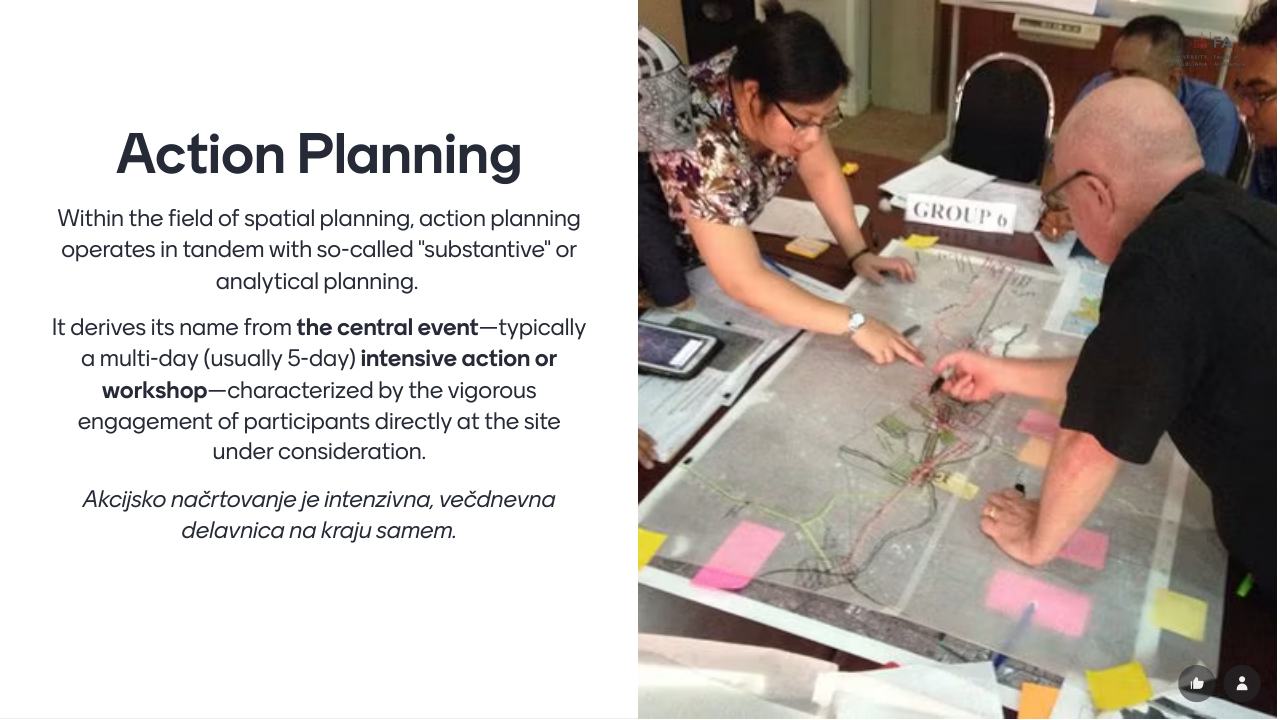 Action Planning
Within the field of spatial planning, action planning
operates in tandem with so-called "substantive" or
analytical planning.
It derives its name from the central event—typically
a multi-day (usually 5-day) intensive action or
workshop—characterized by the vigorous
engagement of participants directly at the site
under consideration.
Akcijsko načrtovanje je intenzivna, večdnevna
delavnica na kraju samem.
GROUP 6
FA